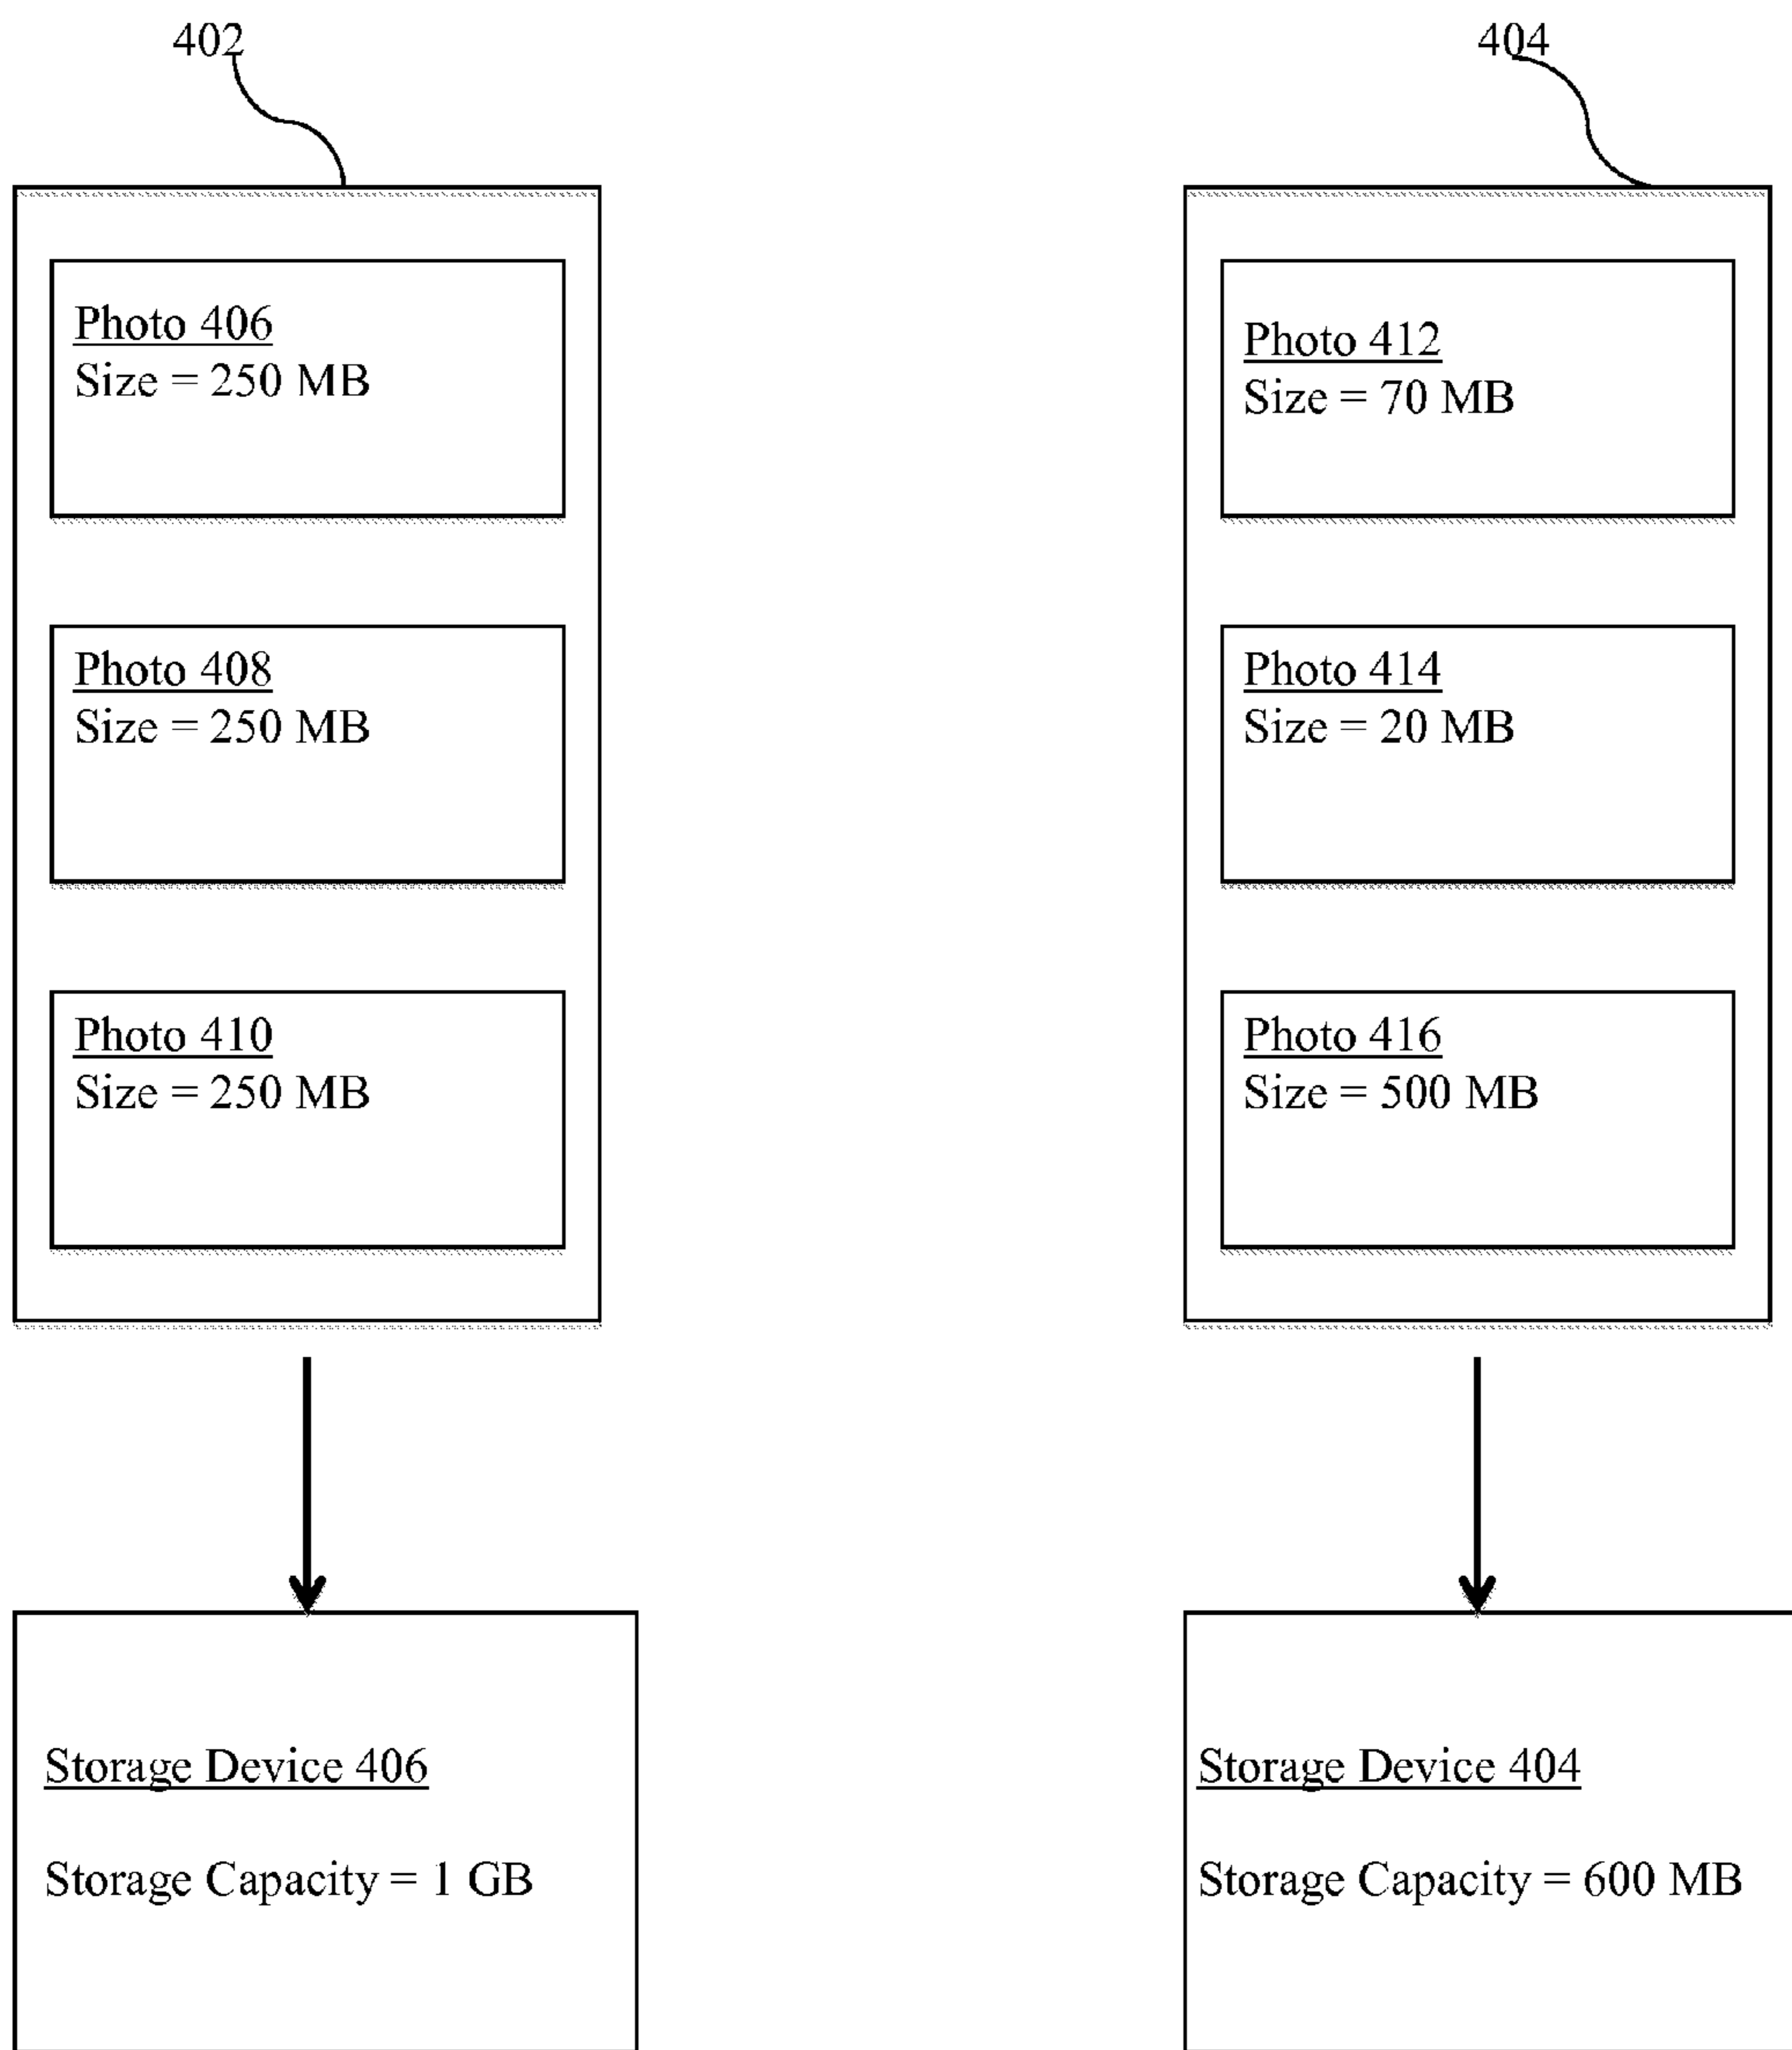 402
404
Photo 406
Size = 250 MB
Photo 408
Size = 250 MB
Photo 410
Size = 250 MB
Photo 412
Size = 70 MB
Photo 414
Size = 20 MB
Photo 416
Size = 500 MB
Storage Device 406
Storage Capacity = 1 GB
Storage Device 404
Storage Capacity = 600 MB